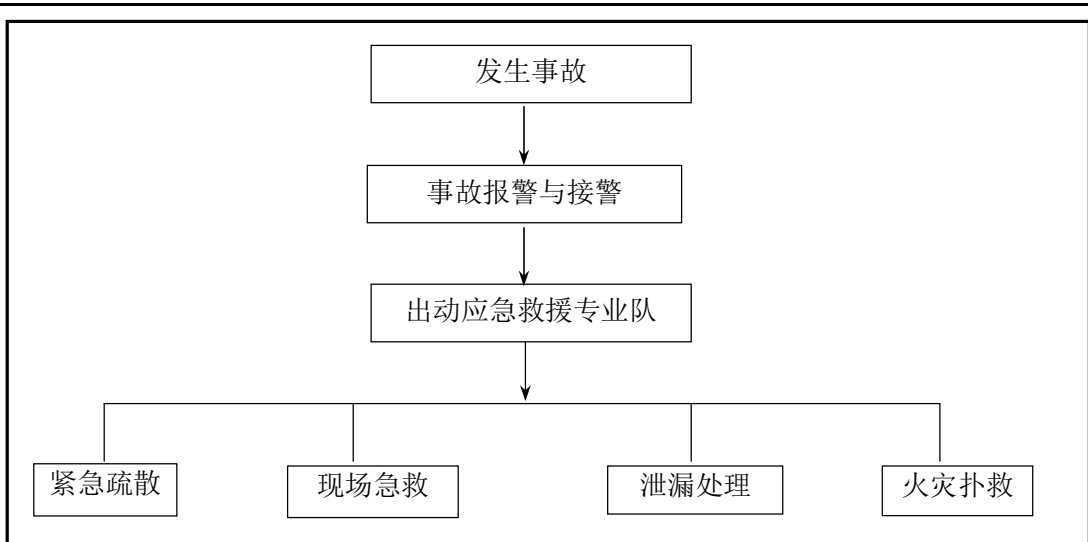 发生事故
事故报警与接警
出动应急救援专业队
紧急疏散
现场急救
泄漏处理
火灾扑救